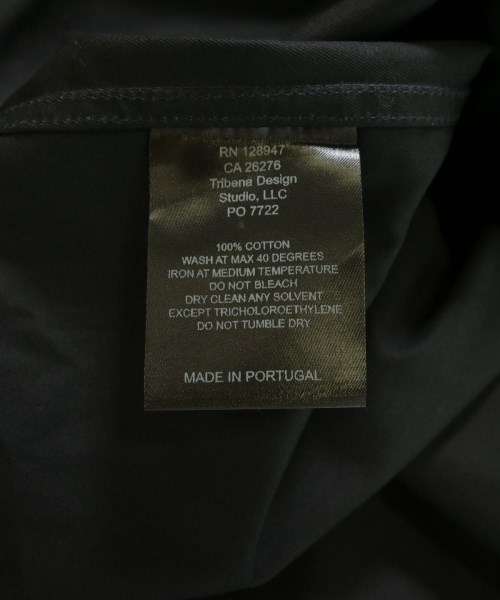 RN 128947
CA 26276
Tribena Design
Studio, LLC
PO 7722
100% COTTON
WASH AT MAX 40 DEGREES
IRON AT MEDIUM TEMPERATURE
DO NOT BLEACH
DRY CLEAN ANY SOLVENT
EXCEPT TRICHOLOROETHYLENE
DO NOT TUMBLE DRY
MADE IN PORTUGAL